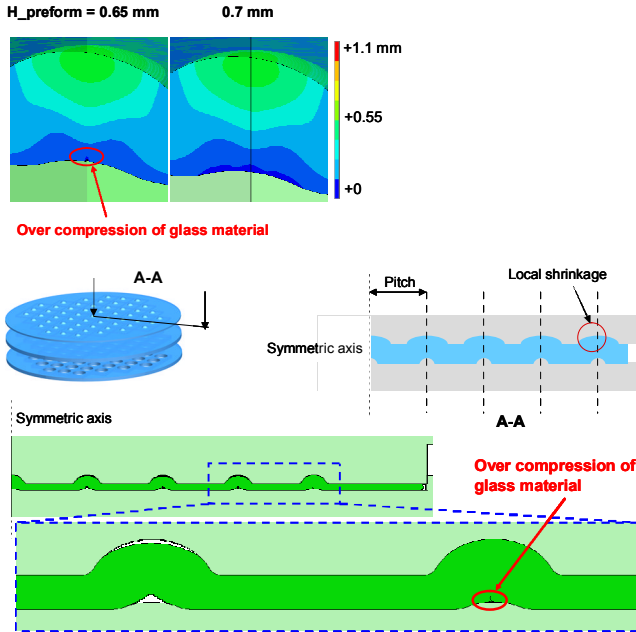 H_preform = 0.65 mm
0.7 mm
+1.1 mm
+0.55
+0
Over compression of glass material
A-A
Pitch
Local shrinkage
Symmetric axis
A-A
Symmetric axis
Over compression of
glass material